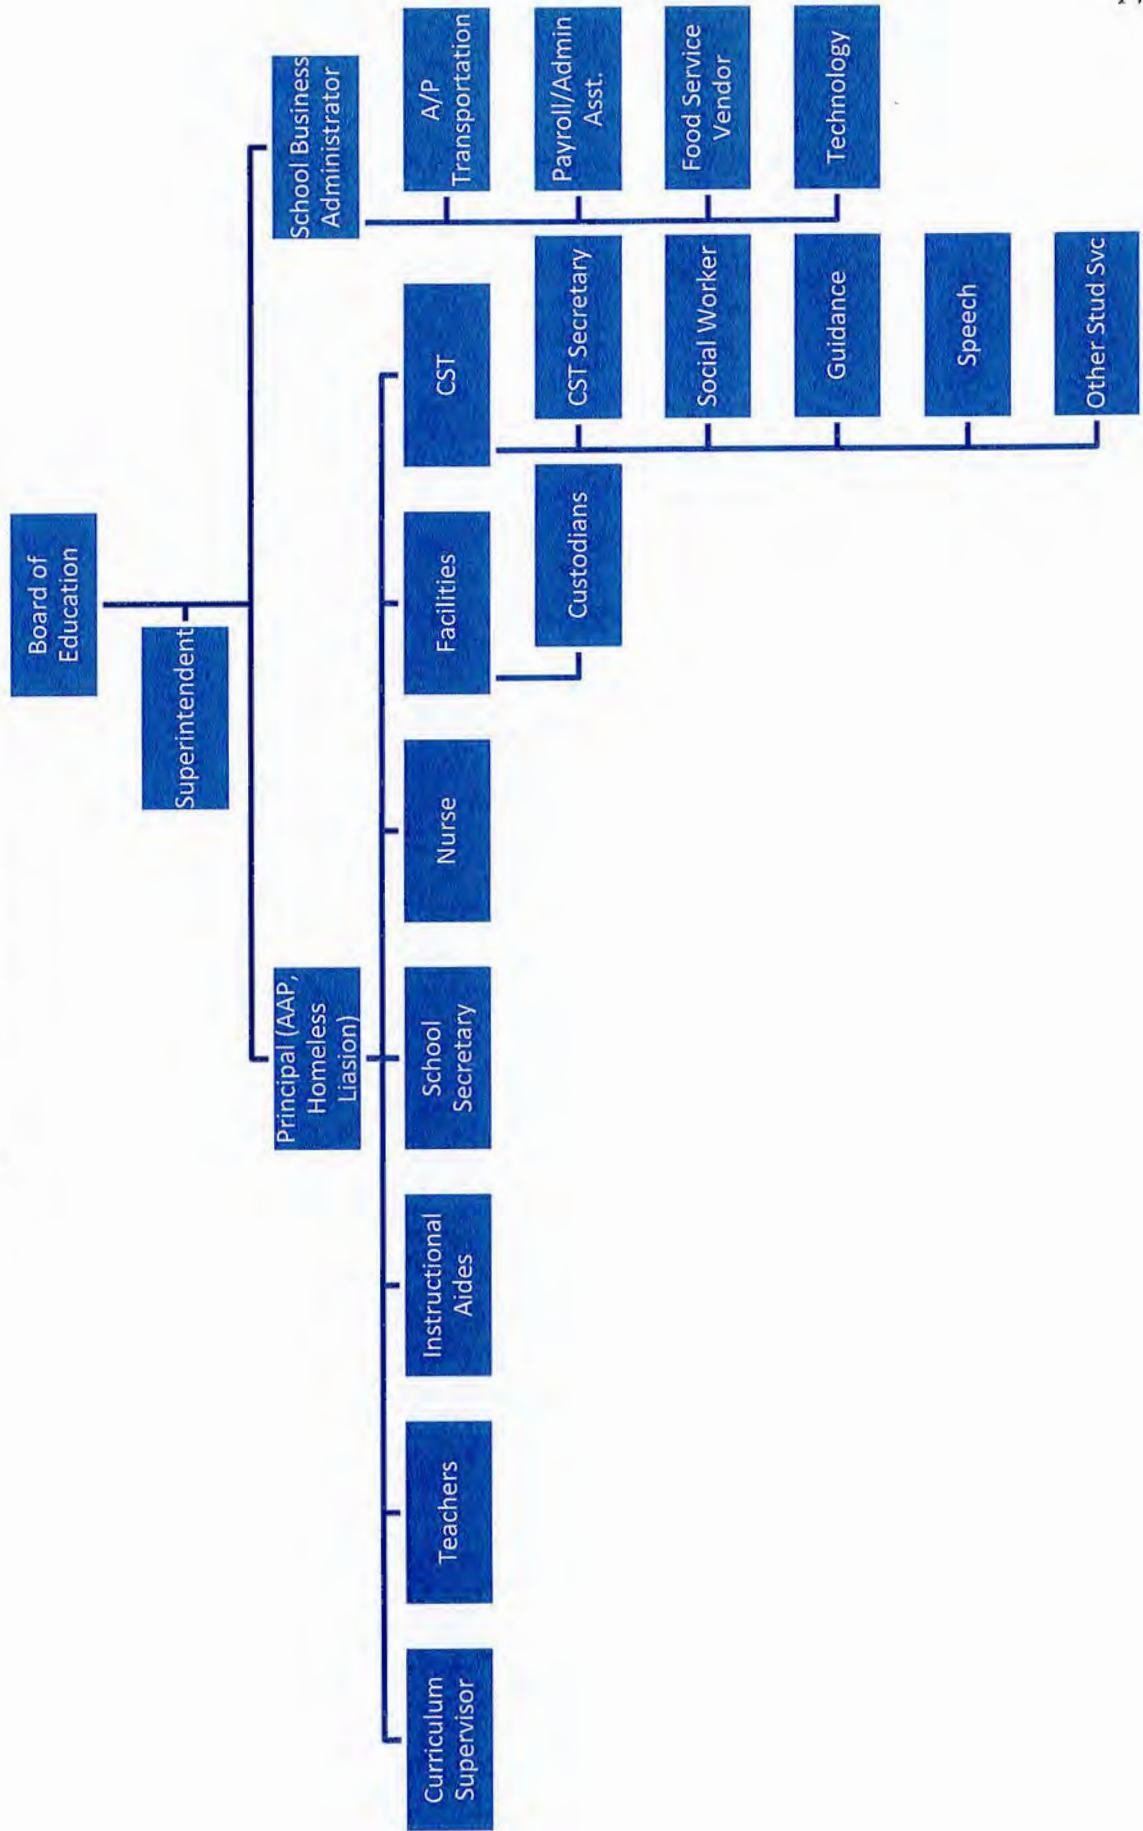 Board of
Education
Superintendent
Principal (AAP,
Homeless
Liasion)
School Business
Administrator
Curriculum
Supervisor
Teachers
Instructional
Aides
School
Secretary
Nurse
Facilities
CST
A/P
Transportation
Custodians
CST Secretary
Payroll/Admin
Asst.
Social Worker
Food Service
Vendor
Guidance
Technology
Speech
Other Stud Svc